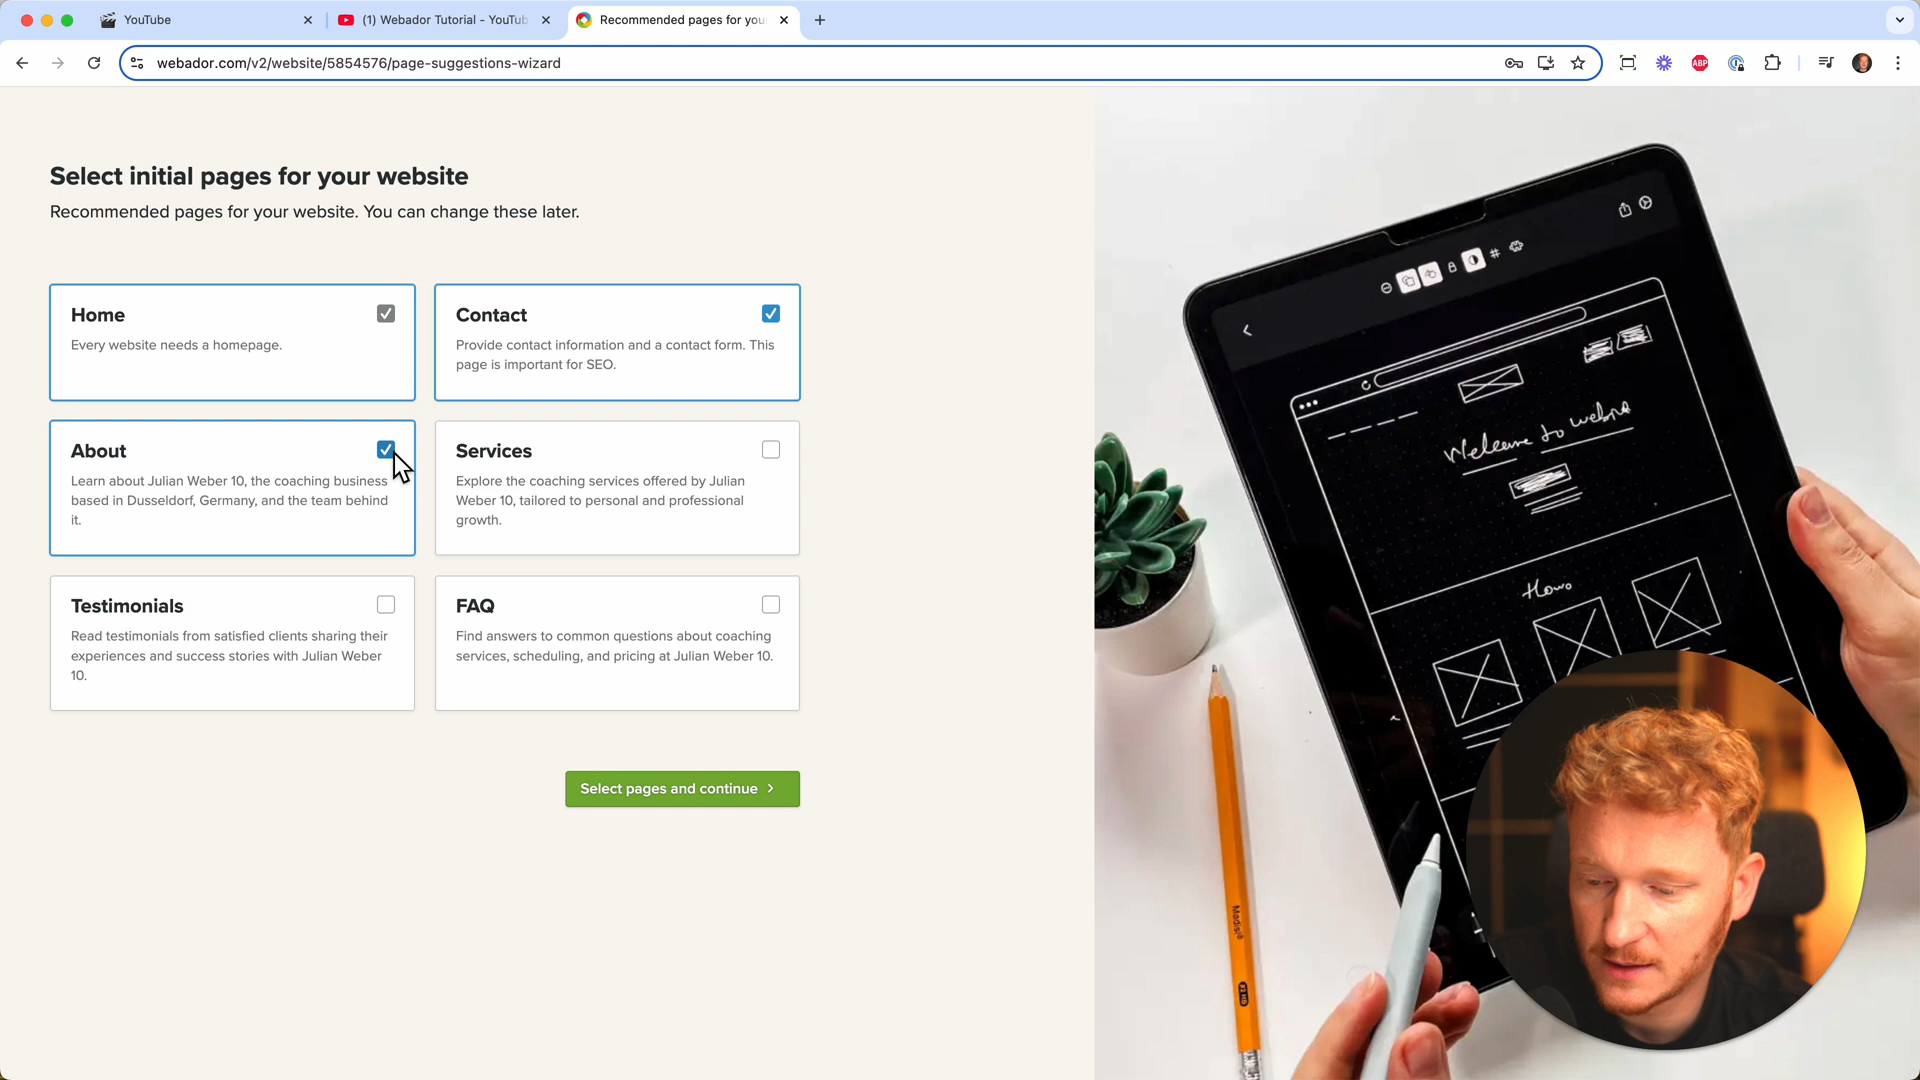 YouTube
(1) Webador Tutorial - YouTub
Recommended pages for you
webador.com/v2/website/5854576/page-suggestions-wizard
ABP
Select initial pages for your website
Recommended pages for your website. You can change these later.
Home
Every website needs a homepage.
Contact
Provide contact information and a contact form. This
page is important for SEO.
About
Learn about Julian Weber 10, the coaching business
based in Dusseldorf, Germany, and the team behind
it.
Services
Explore the coaching services offered by Julian
Weber 10, tailored to personal and professional
growth.
Testimonials
Read testimonials from satisfied clients sharing their
experiences and success stories with Julian Weber
10.
FAQ
Find answers to common questions about coaching
services, scheduling, and pricing at Julian Weber 10.
Select pages and continue
Welcome to